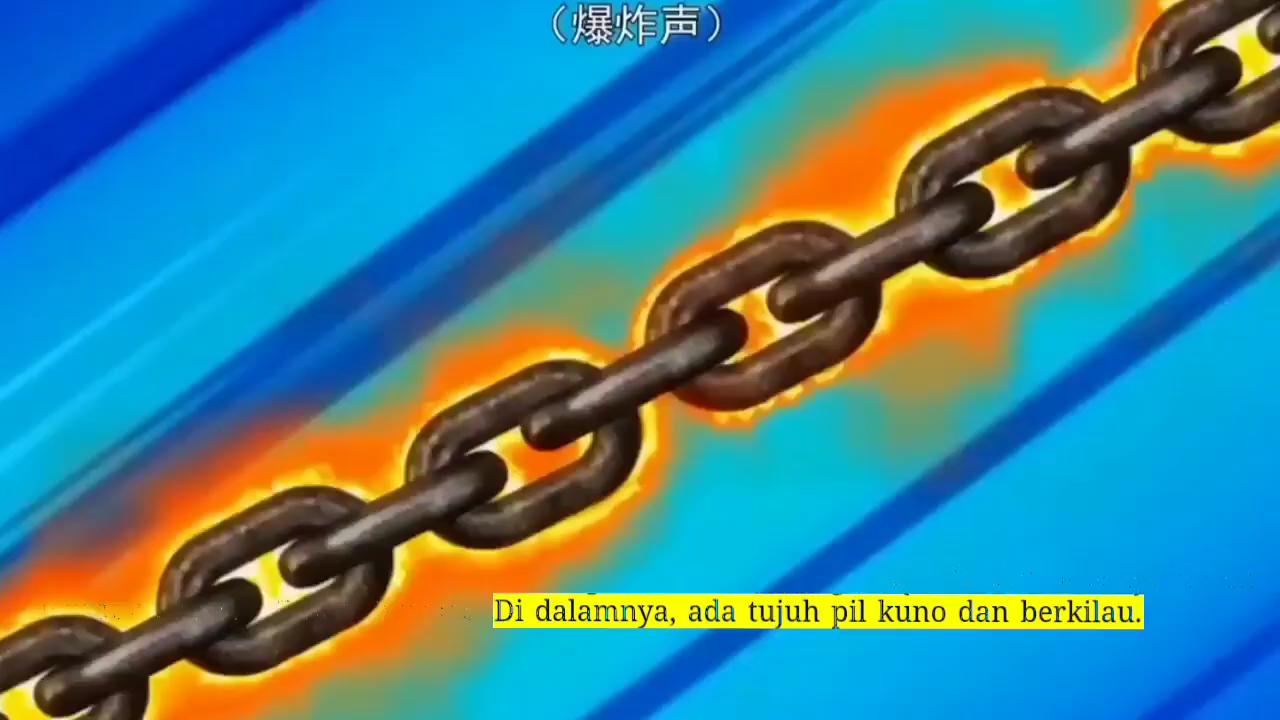 （爆炸声）
Di dalamnya, ada tujuh pil kuno dan berkilau.